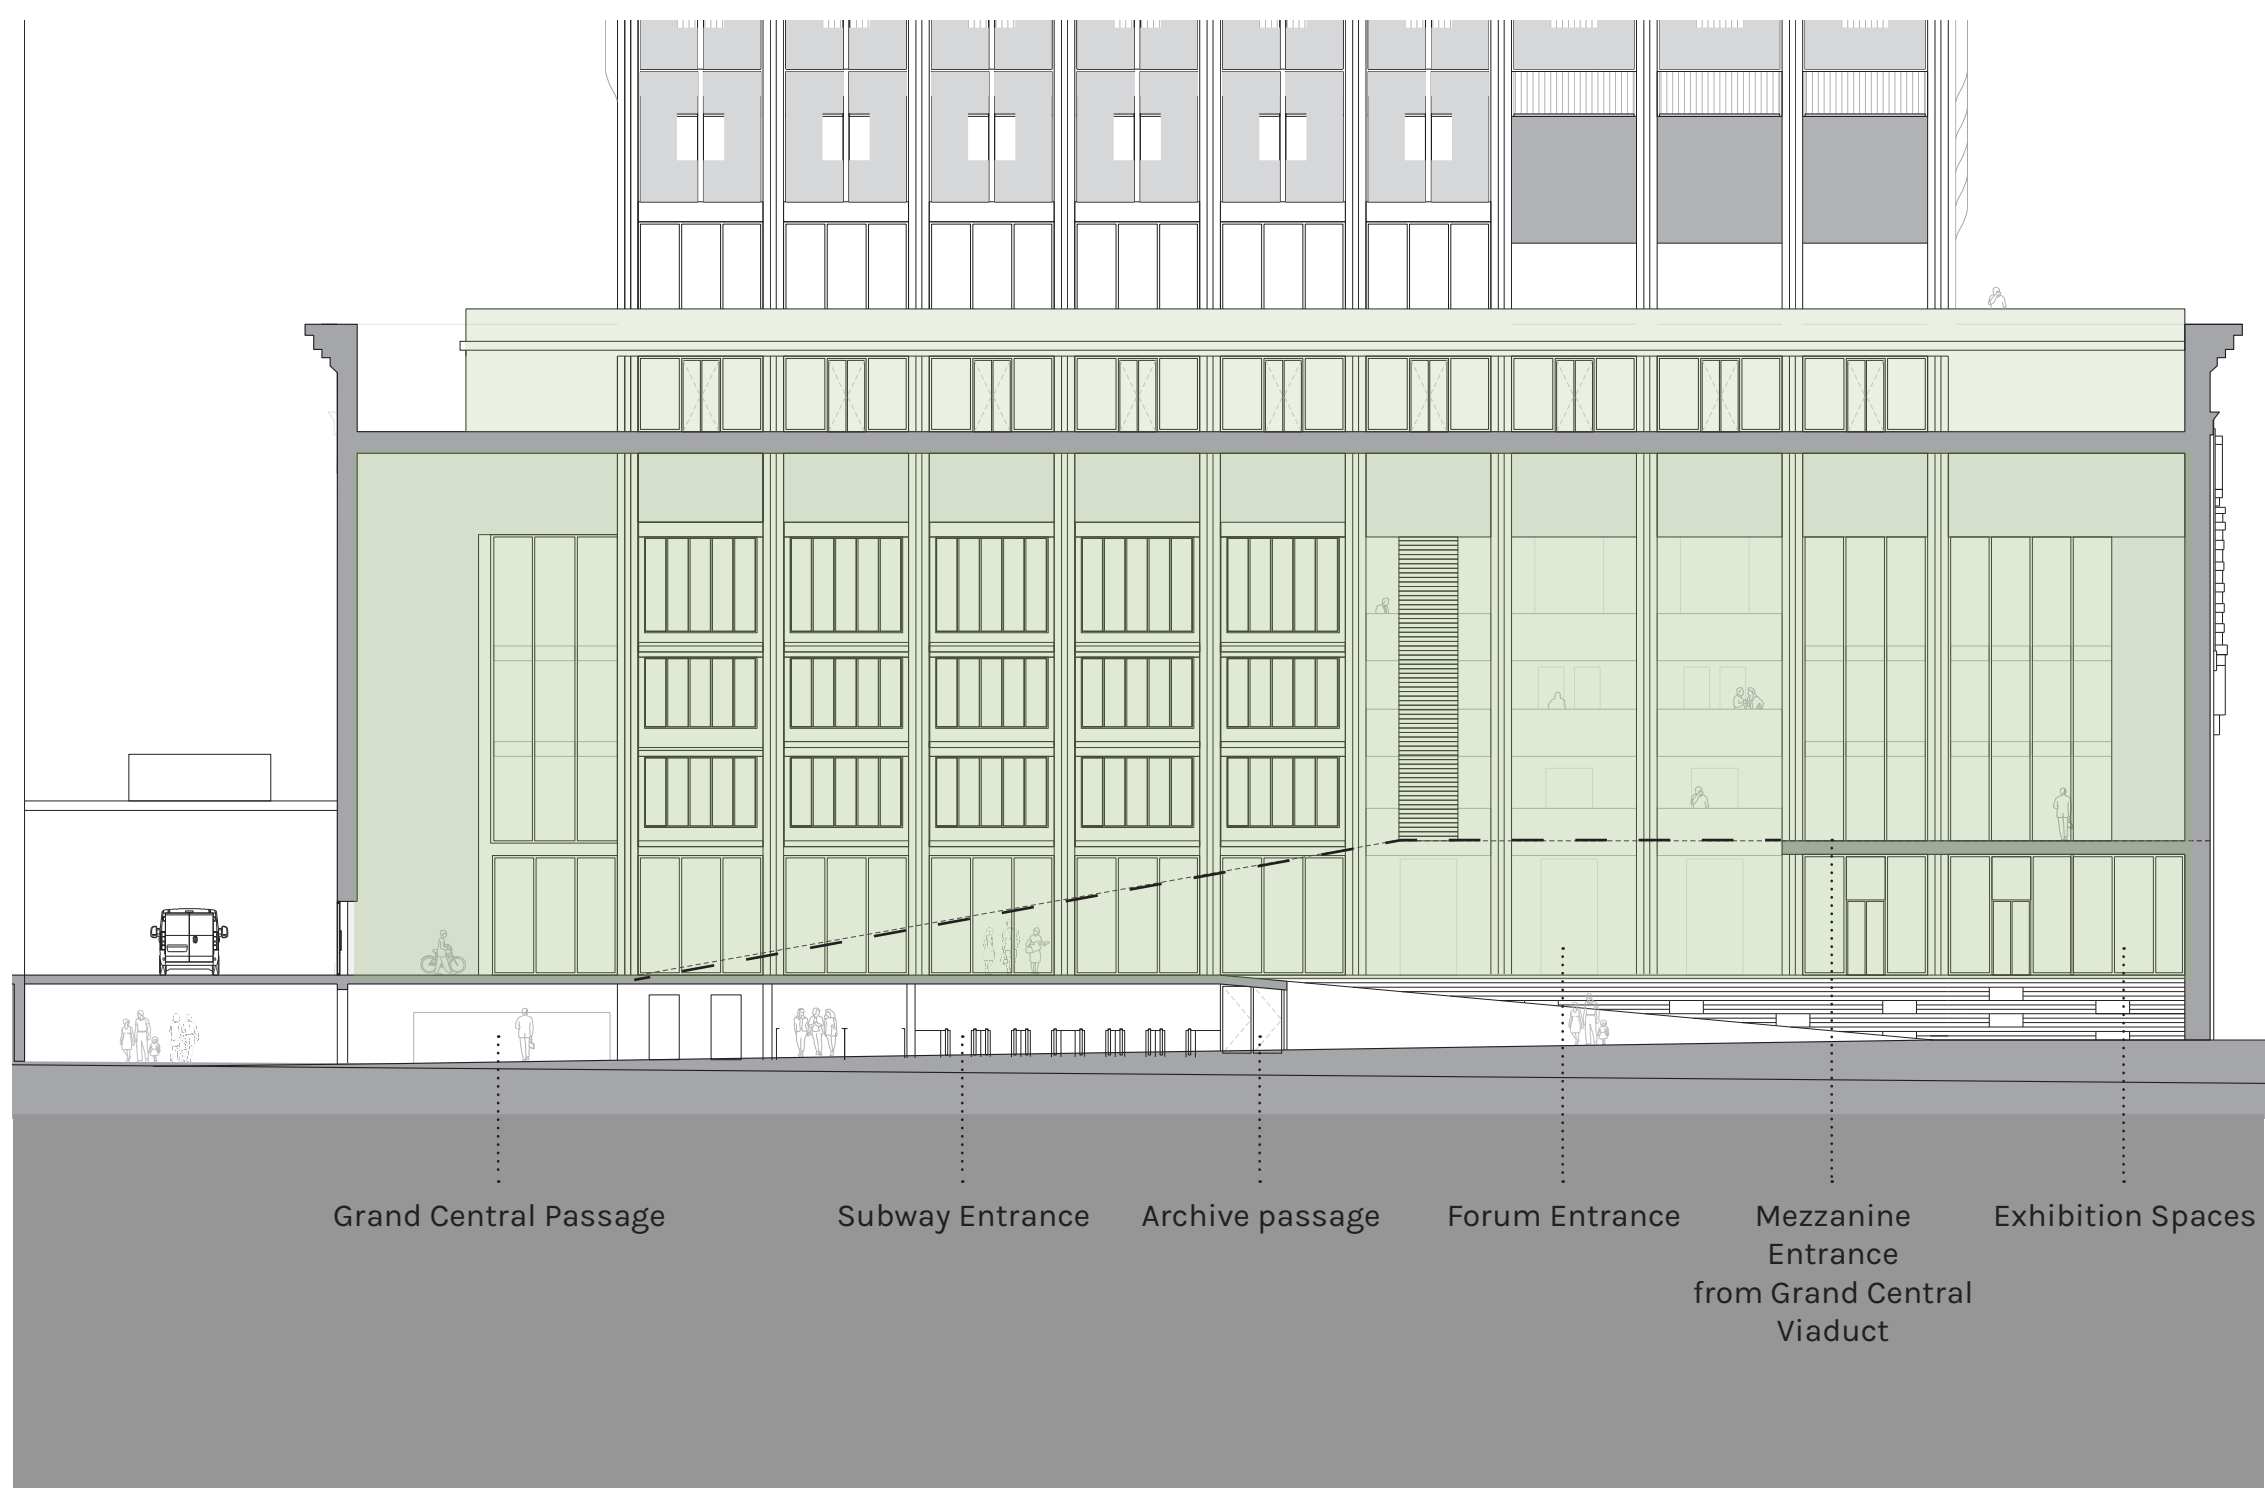 Grand Central Passage
Subway Entrance
Archive passage
Forum Entrance
Mezzanine
Entrance
from Grand Central
Viaduct
Exhibition Spaces